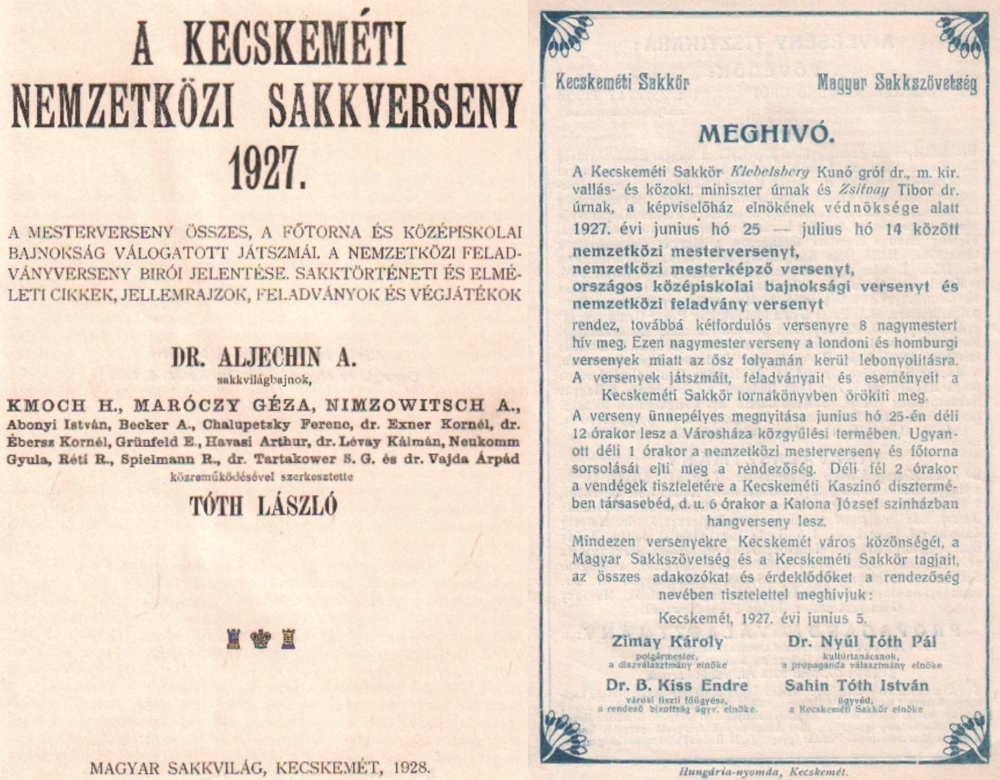 A KECSKEMÉTI
NEMZETKÖZI SAKKVERSENY
1927.
A MESTERVERSENY ÖSSZES, A FŐTORNA ÉS KÖZÉPISKOLAI
BAJNOKSÁG VÁLOGATOTT JÁTSZMÁI. A NEMZETKÖZI FELAD-
VÁNYVERSENY BIRÓI JELENTÉSE. SAKKTÖRTÉNETI ÉS ELMÉ-
LETI CIKKEK, JELLEMRAJZOK, FELADVÁNYOK ÉS VÉGJÁTÉKOK
DR. ALJECHIN A.
sakkvilágbajnok,
KMOCH H., MARÓCZY GÉZA, NIMZOWITSCH A.,
Abonyi István, Becker A., Chalupetzky Ferenc, dr. Exner Kornél, dr.
Ébersz Kornél, Grünfeld E., Havasi Arthur, dr. Lévay Kálmán, Neukomm
Gyula, Réti R., Spielmann R., dr. Tartakower S. G. és dr. Vajda Árpád
közreműködésével szerkesztette
TÓTH LÁSZLÓ
MAGYAR SAKKVILÁG, KECSKEMÉT, 1928.
Kecskeméti Sakkör Magyar Sakkszövetség
MEGHIVÓ.
A Kecskeméti Sakkör Klebelsberg Kunó gróf dr., m. kir.
vallás- és közokt. miniszter úrnak és Zsitvay Tibor dr.
úrnak, a képviselőház elnökének védnöksége alatt
1927. évi junius hó 25 — julius hó 14 között
nemzetközi mesterversenyt,
nemzetközi mesterképző versenyt,
országos középiskolai bajnoksági versenyt és
nemzetközi feladvány versenyt
rendez, továbbá kétfordulós versenyre 8 nagymestert
hív meg. Ezen nagymester verseny a londoni és homburgi
versenyek miatt az ősz folyamán kerül lebonyolitásra.
A versenyek játszmáit, feladványait és eseményeit a
Kecskeméti Sakkör tornakönyvben örökiti meg.
A verseny ünnepélyes megnyitása junius hó 25-én déli
12 órakor lesz a Városháza közgyűlési termében. Ugyan-
ott déli 1 órakor a nemzetközi mesterverseny és főtorna
sorsolását ejti meg a rendezőség. Déli fél 2 órakor
a vendégek tiszteletére a Kecskeméti Kaszinó disztermé-
ben társasebéd, d. u. 6 órakor a Katona József szinházban
hangverseny lesz.
Mindezen versenyekre Kecskemét város közönségét, a
Magyar Sakkszövetség és a Kecskeméti Sakkör tagjait,
az összes adakozókat és érdeklődőket a rendezőség
nevében tisztelettel meghivjuk:
Kecskemét, 1927. évi junius 5.
Zimay Károly Dr. Nyúl Tóth Pál
polgármester, kultúrtanácsnok,
a díszválasztmány elnöke a propaganda választmány elnöke
Dr. B. Kiss Endre Sahin Tóth István
városi tiszti főügyész, ügyvéd,
a rendező bizottság ügyv. elnöke. a Kecskeméti Sakkör elnöke
Hungária-nyomda, Kecskemét.